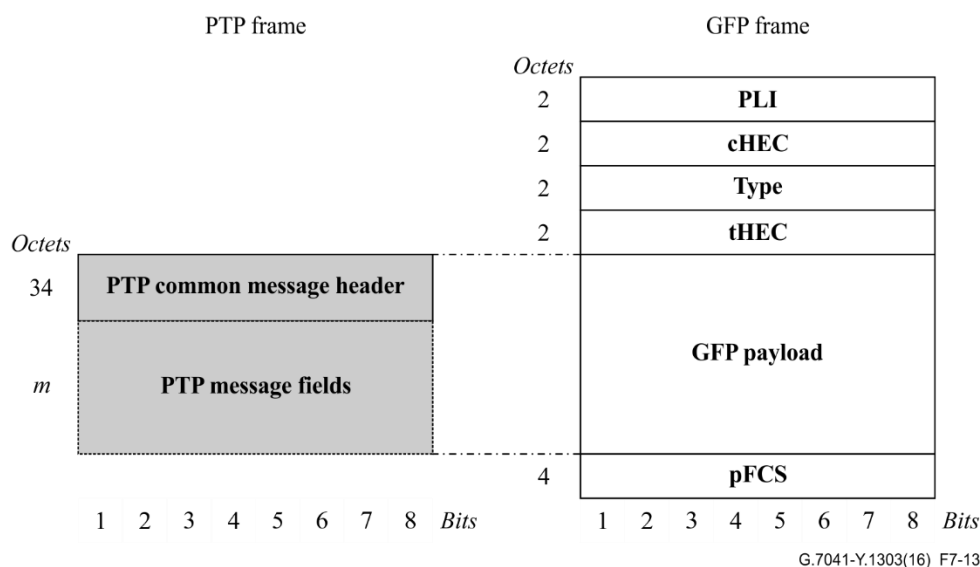 PTP frame
GFP frame
Octets
2 PLI
2 cHEC
2 Type
2 tHEC
Octets
34 PTP common message header
GFP payload
m PTP message fields
4 pFCS
1 2 3 4 5 6 7 8 Bits
1 2 3 4 5 6 7 8 Bits
G.7041-Y.1303(16) F7-13